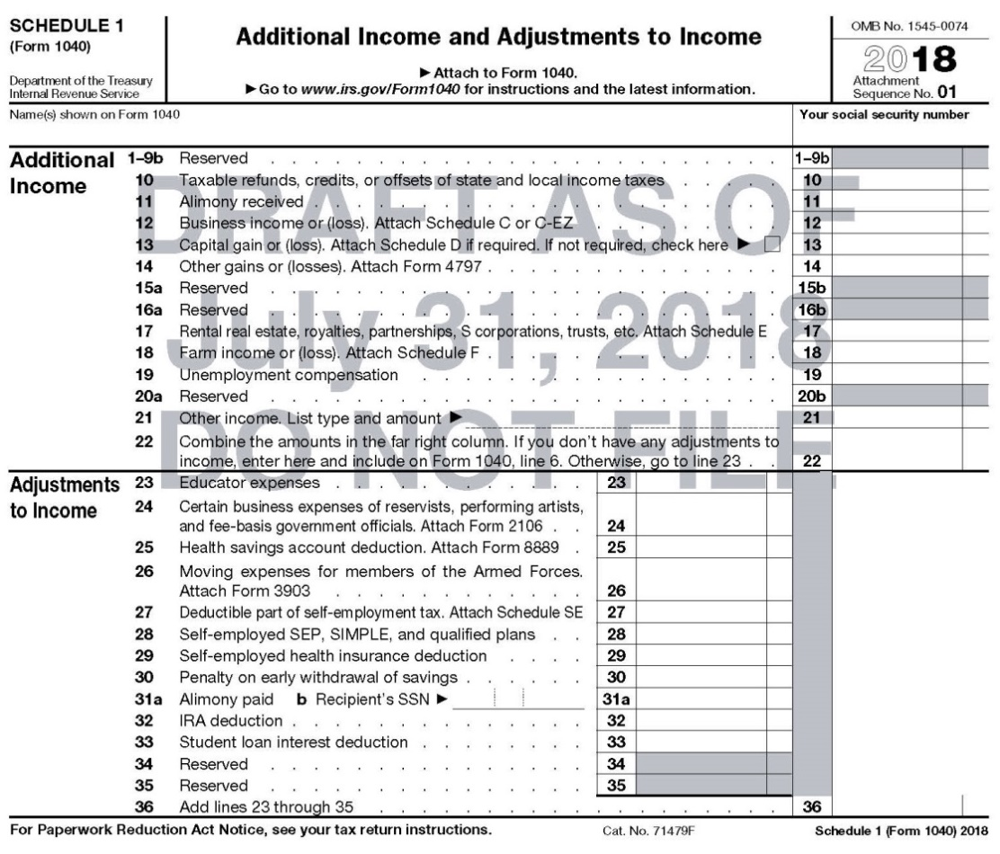 SCHEDULE 1
(Form 1040)
Department of the Treasury
Internal Revenue Service
Additional Income and Adjustments to Income
▶ Attach to Form 1040.
▶ Go to www.irs.gov/Form1040 for instructions and the latest information.
OMB No. 1545-0074
2018
Attachment
Sequence No. 01
Name(s) shown on Form 1040
Your social security number
DRAFT AS OF
July 31, 2018
DO NOT FILE
Additional
Income
1–9b Reserved . . . . . . . . . . . . . . . . . . . . . . . . 1–9b
10 Taxable refunds, credits, or offsets of state and local income taxes . . . . . 10
11 Alimony received . . . . . . . . . . . . . . . . . . . . . . 11
12 Business income or (loss). Attach Schedule C or C-EZ . . . . . . . . . 12
13 Capital gain or (loss). Attach Schedule D if required. If not required, check here ▶ 13
14 Other gains or (losses). Attach Form 4797 . . . . . . . . . . . . . . 14
15a Reserved . . . . . . . . . . . . . . . . . . . . . . . . 15b
16a Reserved . . . . . . . . . . . . . . . . . . . . . . . . 16b
17 Rental real estate, royalties, partnerships, S corporations, trusts, etc. Attach Schedule E 17
18 Farm income or (loss). Attach Schedule F . . . . . . . . . . . . . . 18
19 Unemployment compensation . . . . . . . . . . . . . . . . . 19
20a Reserved . . . . . . . . . . . . . . . . . . . . . . . . 20b
21 Other income. List type and amount ▶ 21
22 Combine the amounts in the far right column. If you don't have any adjustments to
income, enter here and include on Form 1040, line 6. Otherwise, go to line 23 . . 22
Adjustments
to Income
23 Educator expenses . . . . . . . . . . . . 23
24 Certain business expenses of reservists, performing artists,
and fee-basis government officials. Attach Form 2106 . . 24
25 Health savings account deduction. Attach Form 8889 . 25
26 Moving expenses for members of the Armed Forces.
Attach Form 3903 . . . . . . . . . . . . 26
27 Deductible part of self-employment tax. Attach Schedule SE 27
28 Self-employed SEP, SIMPLE, and qualified plans . . 28
29 Self-employed health insurance deduction . . . . 29
30 Penalty on early withdrawal of savings . . . . . . 30
31a Alimony paid b Recipient's SSN ▶ 31a
32 IRA deduction . . . . . . . . . . . . . . 32
33 Student loan interest deduction . . . . . . . . 33
34 Reserved . . . . . . . . . . . . . . . 34
35 Reserved . . . . . . . . . . . . . . . 35
36 Add lines 23 through 35 . . . . . . . . . . . . . . . . . . . 36
For Paperwork Reduction Act Notice, see your tax return instructions.
Cat. No. 71479F
Schedule 1 (Form 1040) 2018